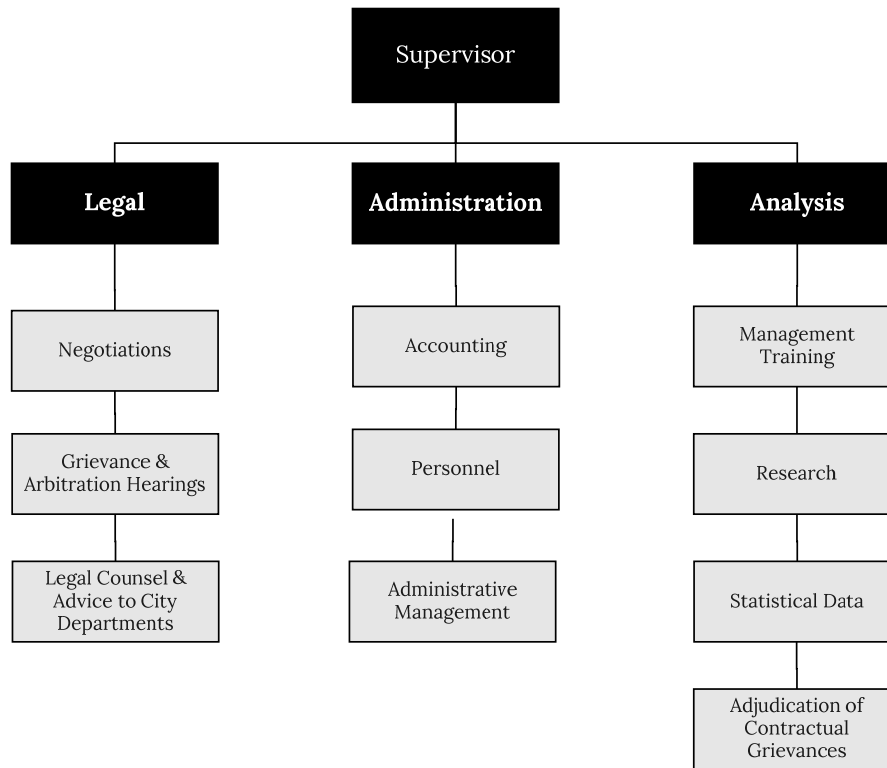 Supervisor
Legal
Administration
Analysis
Negotiations
Accounting
Management
Training
Grievance &
Arbitration Hearings
Personnel
Research
Legal Counsel &
Advice to City
Departments
Administrative
Management
Statistical Data
Adjudication of
Contractual
Grievances